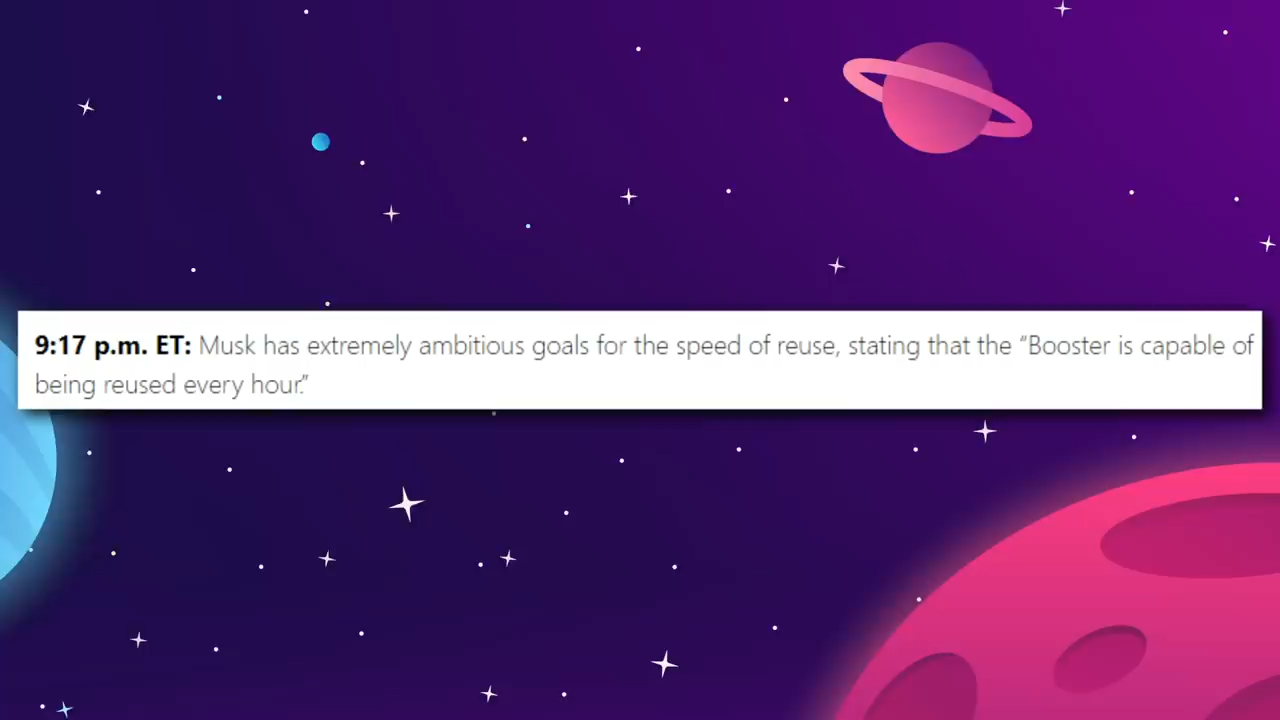 9:17 p.m. ET: Musk has extremely ambitious goals for the speed of reuse, stating that the “Booster is capable of
being reused every hour.”